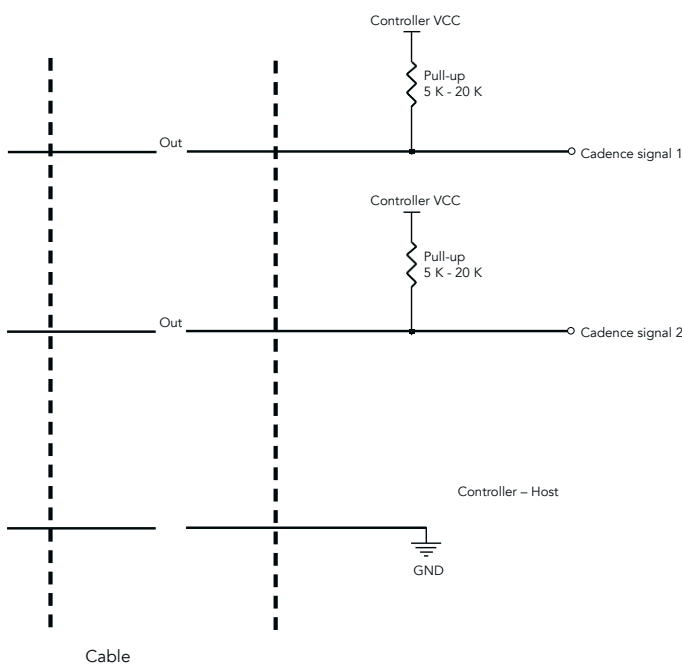 Controller VCC
Pull-up
5 K - 20 K
Out
Cadence signal 1
Controller VCC
Pull-up
5 K - 20 K
Out
Cadence signal 2
Controller – Host
GND
Cable